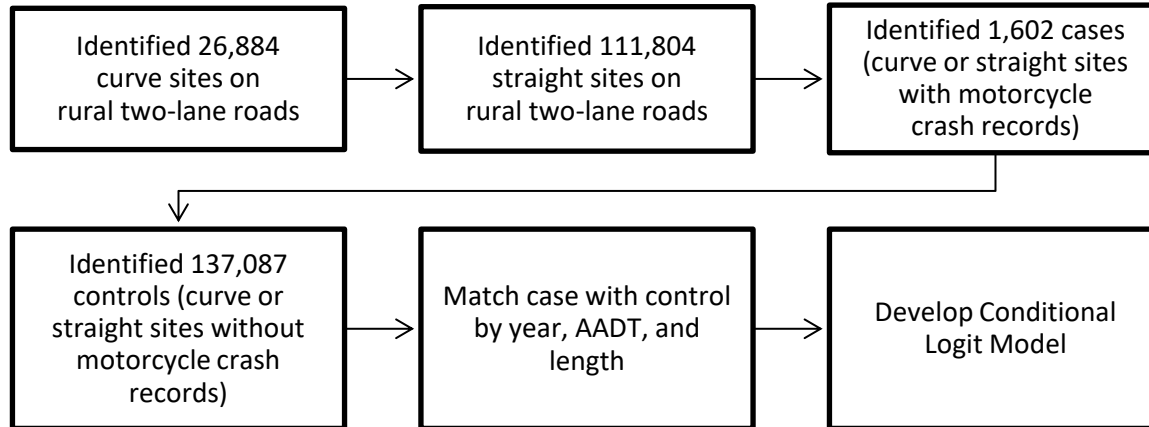 Identified 26,884
curve sites on
rural two-lane roads
Identified 111,804
straight sites on
rural two-lane roads
Identified 1,602 cases
(curve or straight sites
with motorcycle
crash records)
Identified 137,087
controls (curve or
straight sites without
motorcycle crash
records)
Match case with control
by year, AADT, and
length
Develop Conditional
Logit Model